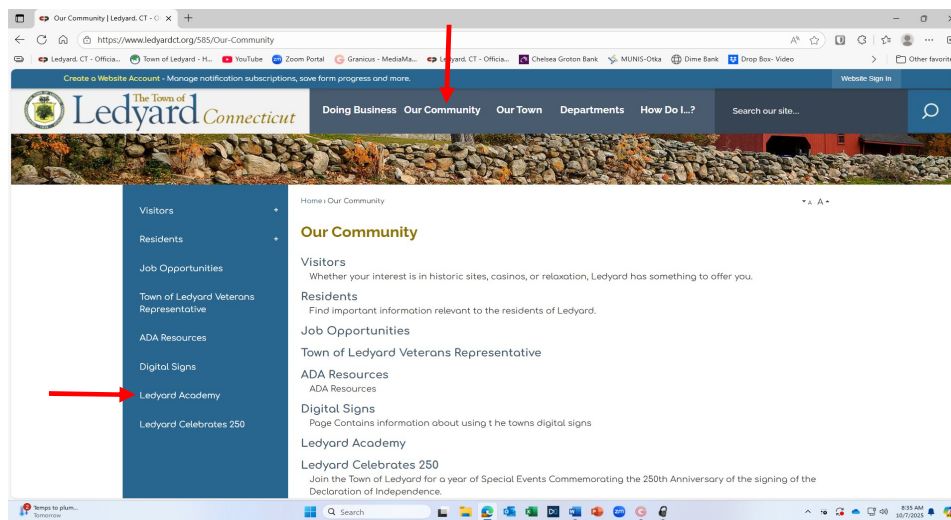 Our Community | Ledyard, CT - O
https://www.ledyardct.org/585/Our-Community
Ledyard, CT - Officia...
Town of Ledyard - H...
YouTube
Zoom Portal
Granicus - MediaMa...
Ledyard, CT - Officia...
Chelsea Groton Bank
MUNIS-Otka
Dime Bank
Drop Box- Video
Other favorite
Create a Website Account - Manage notification subscriptions, save form progress and more.
Website Sign In
The Town of
Ledyard Connecticut
Doing Business
Our Community
Our Town
Departments
How Do I...?
Search our site...
Home › Our Community
A A
Visitors +
Residents +
Job Opportunities
Town of Ledyard Veterans
Representative
ADA Resources
Digital Signs
Ledyard Academy
Ledyard Celebrates 250
Our Community
Visitors
Whether your interest is in historic sites, casinos, or relaxation, Ledyard has something to offer you.
Residents
Find important information relevant to the residents of Ledyard.
Job Opportunities
Town of Ledyard Veterans Representative
ADA Resources
ADA Resources
Digital Signs
Page Contains information about using t he towns digital signs
Ledyard Academy
Ledyard Celebrates 250
Join the Town of Ledyard for a year of Special Events Commemorating the 250th Anniversary of the signing of the
Declaration of Independence.
Temps to plum...
Tomorrow
Search
8:35 AM
10/7/2025